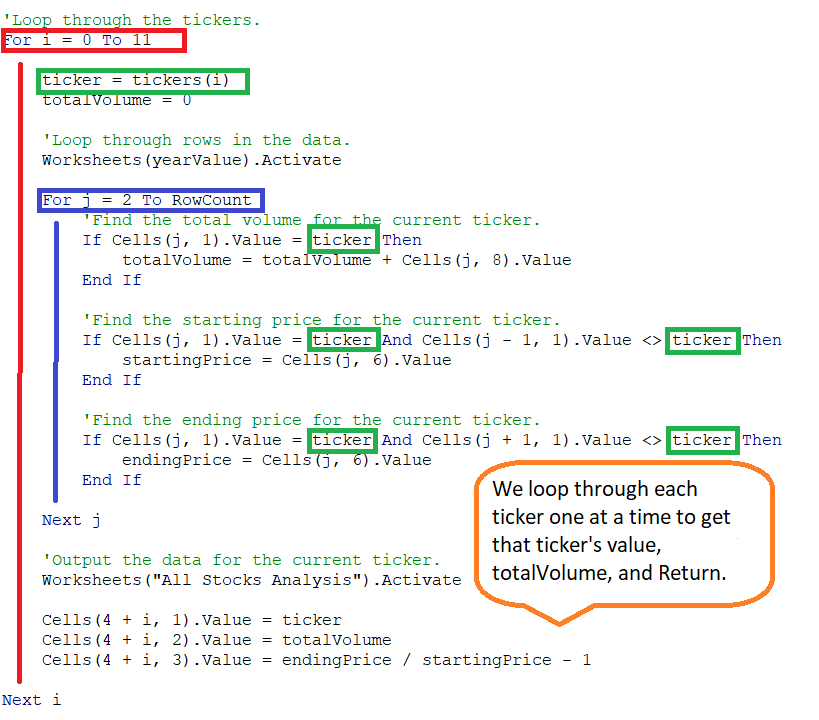 'Loop through the tickers.
For i = 0 To 11
ticker = tickers(i)
totalVolume = 0
'Loop through rows in the data.
Worksheets(yearValue).Activate
For j = 2 To RowCount
'Find the total volume for the current ticker.
If Cells(j, 1).Value = ticker Then
totalVolume = totalVolume + Cells(j, 8).Value
End If
'Find the starting price for the current ticker.
If Cells(j, 1).Value = ticker And Cells(j - 1, 1).Value <> ticker Then
startingPrice = Cells(j, 6).Value
End If
'Find the ending price for the current ticker.
If Cells(j, 1).Value = ticker And Cells(j + 1, 1).Value <> ticker Then
endingPrice = Cells(j, 6).Value
End If
Next j
'Output the data for the current ticker.
Worksheets("All Stocks Analysis").Activate
Cells(4 + i, 1).Value = ticker
Cells(4 + i, 2).Value = totalVolume
Cells(4 + i, 3).Value = endingPrice / startingPrice - 1
Next i
We loop through each
ticker one at a time to get
that ticker's value,
totalVolume, and Return.